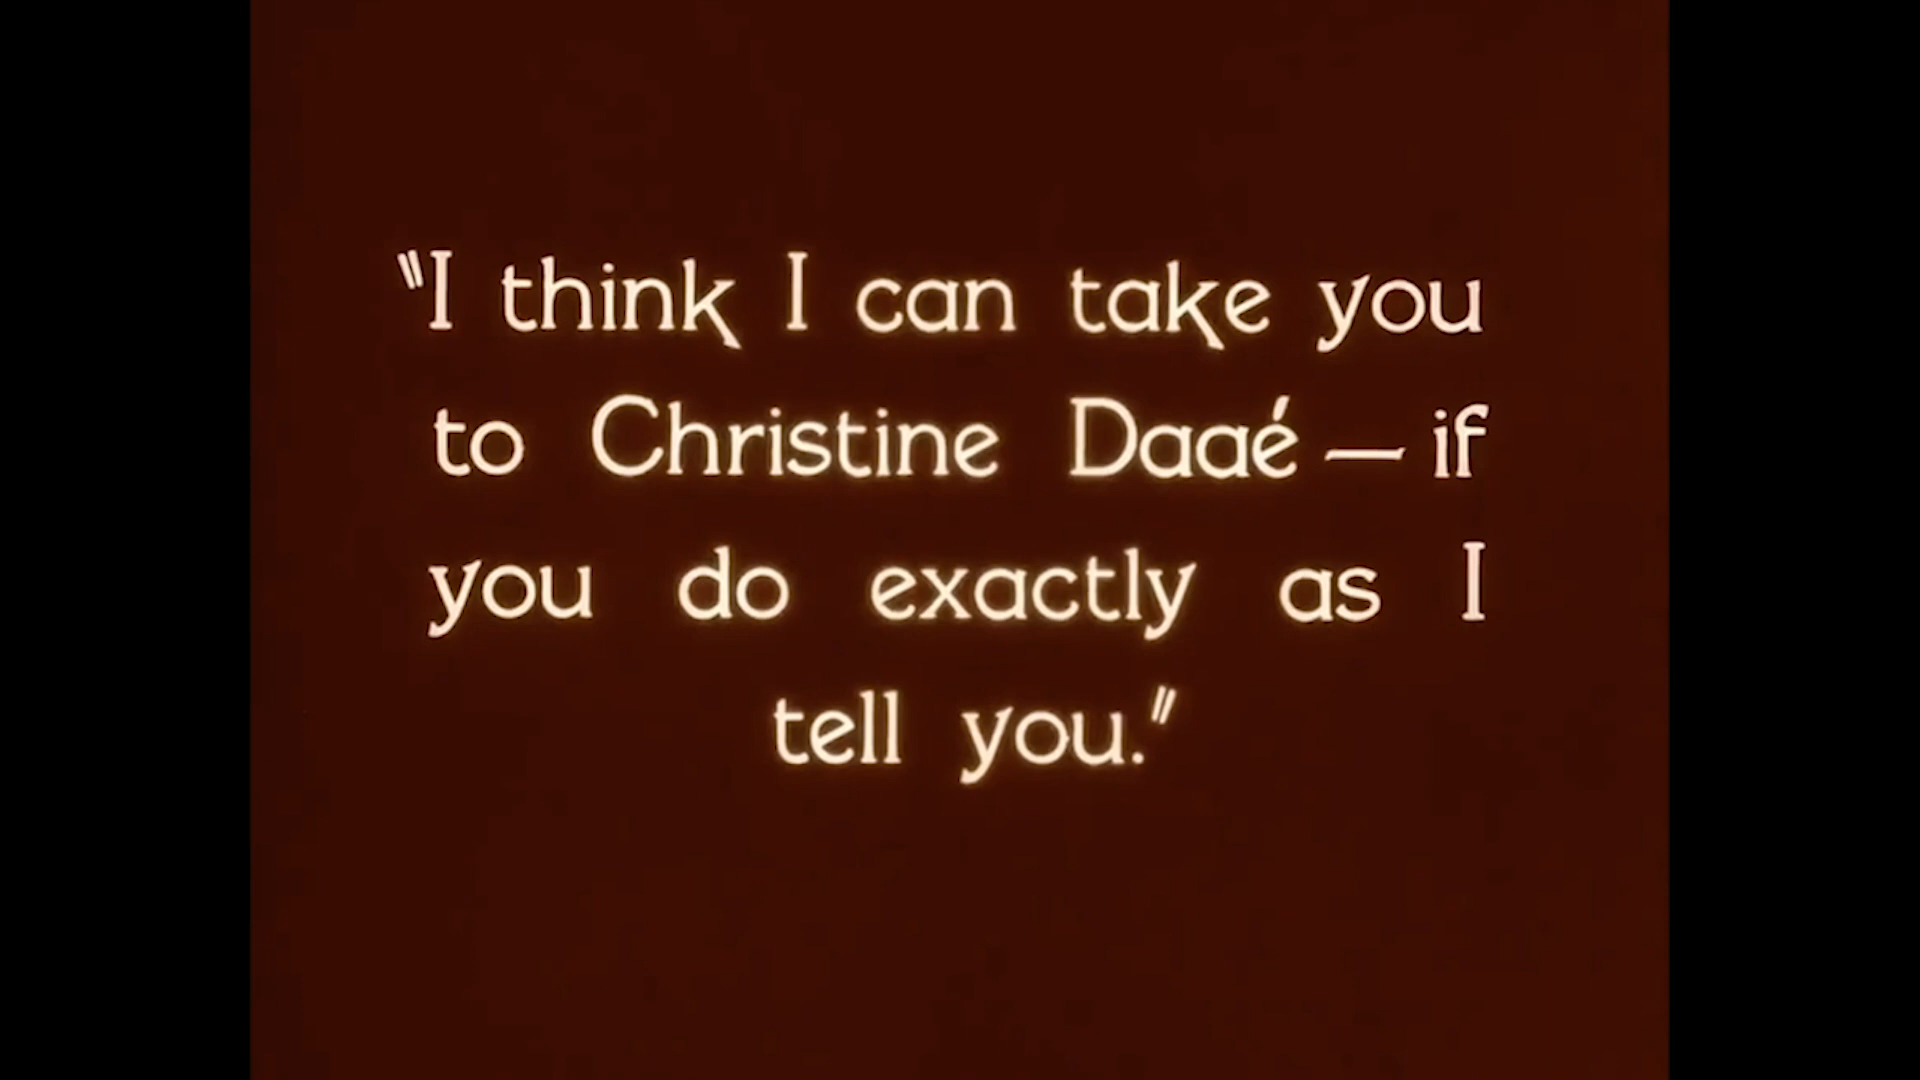 "I think I can take you
to Christine Daaé — if
you do exactly as I
tell you."